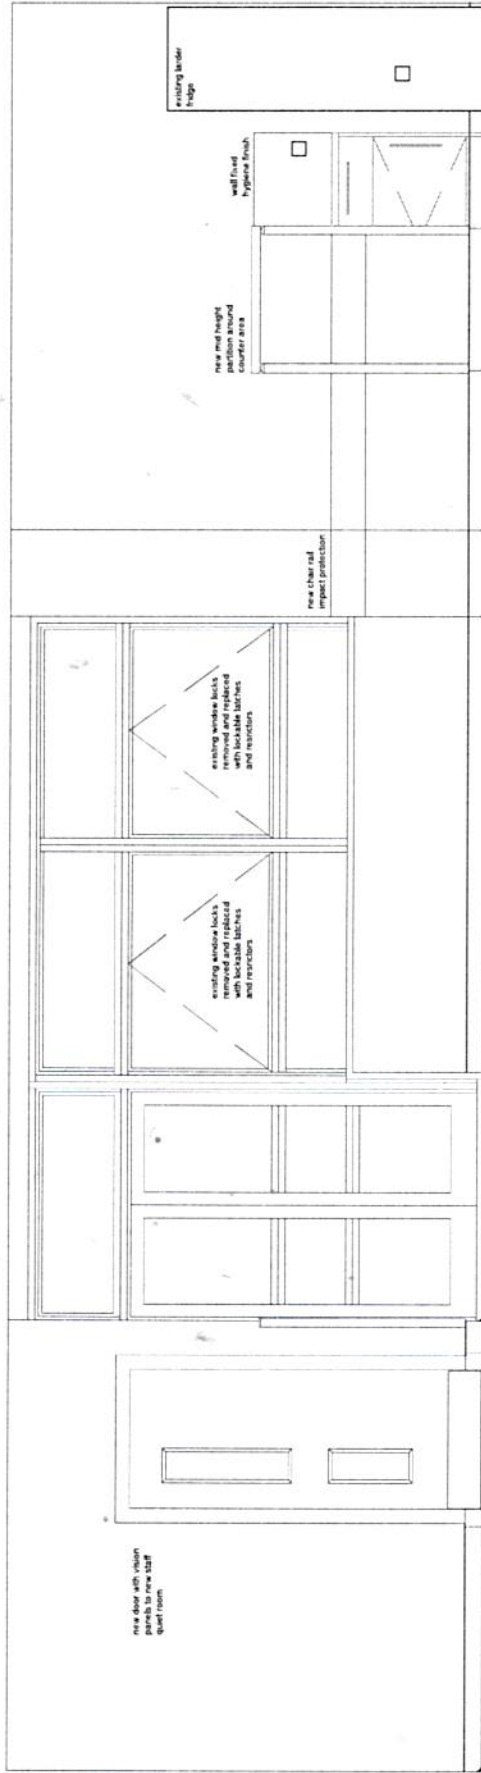 new door with vision
panels to new staff
quiet room
existing window locks
removed and replaced
with lockable latches
and resrictors
existing window locks
removed and replaced
with lockable latches
and resrictors
new chair rail
impact protection
new mid height
partition around
counter area
wall fixed
hygiene finish
existing larder
fridge